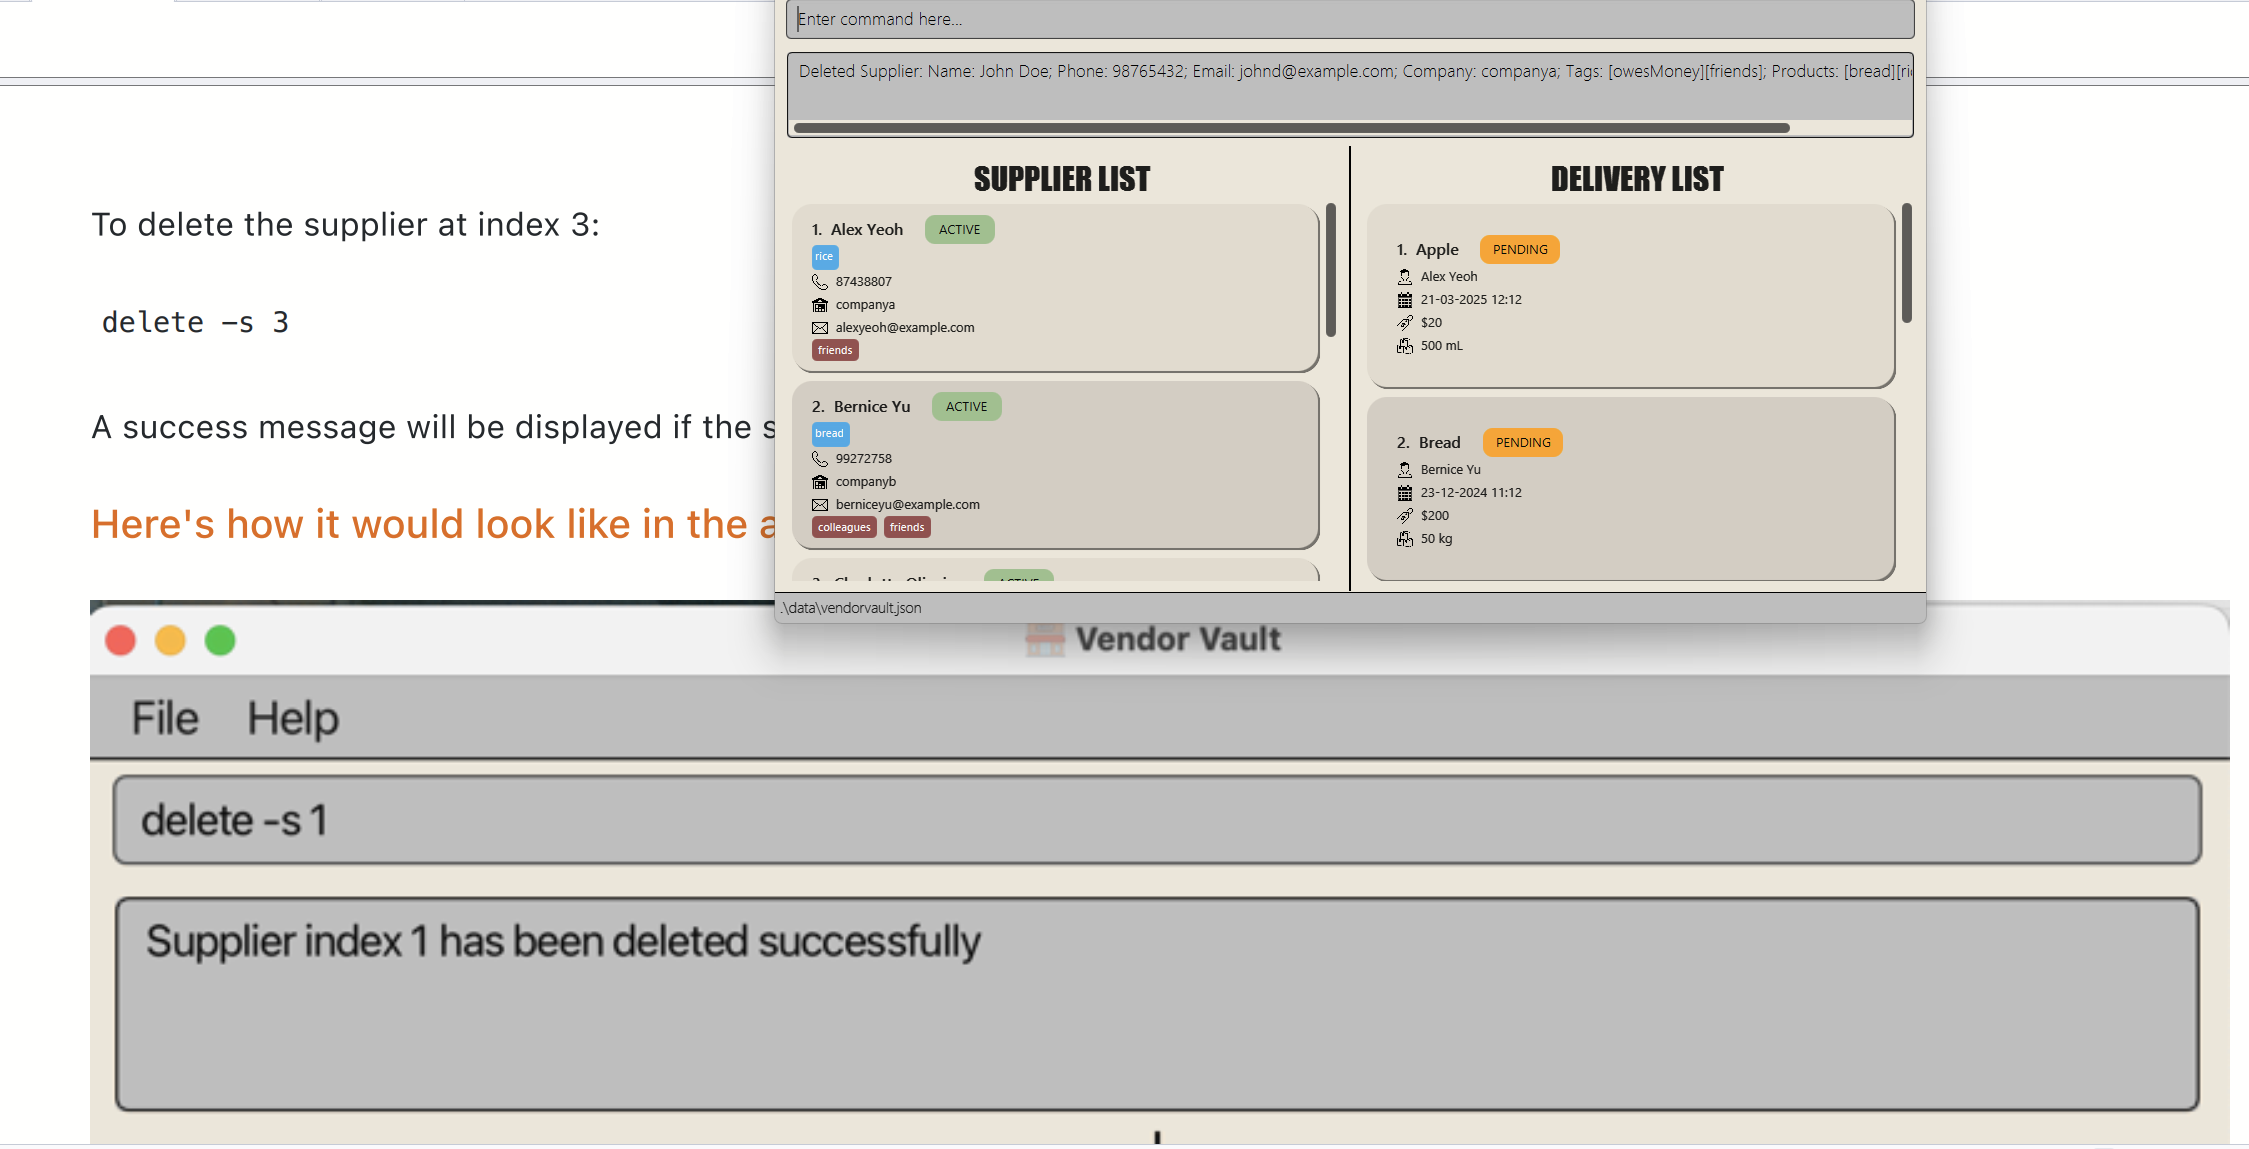 Enter command here...
Deleted Supplier: Name: John Doe; Phone: 98765432; Email: johnd@example.com; Company: companya; Tags: [owesMoney][friends]; Products: [bread][ri
SUPPLIER LIST
1. Alex Yeoh ACTIVE
rice
87438807
companya
alexyeoh@example.com
friends
2. Bernice Yu ACTIVE
bread
99272758
companyb
berniceyu@example.com
colleagues friends
DELIVERY LIST
1. Apple PENDING
Alex Yeoh
21-03-2025 12:12
$20
500 mL
2. Bread PENDING
Bernice Yu
23-12-2024 11:12
$200
50 kg
.\data\vendorvault.json
To delete the supplier at index 3:
delete -s 3
A success message will be displayed if the s
Here's how it would look like in the a
Vendor Vault
File Help
delete -s 1
Supplier index 1 has been deleted successfully